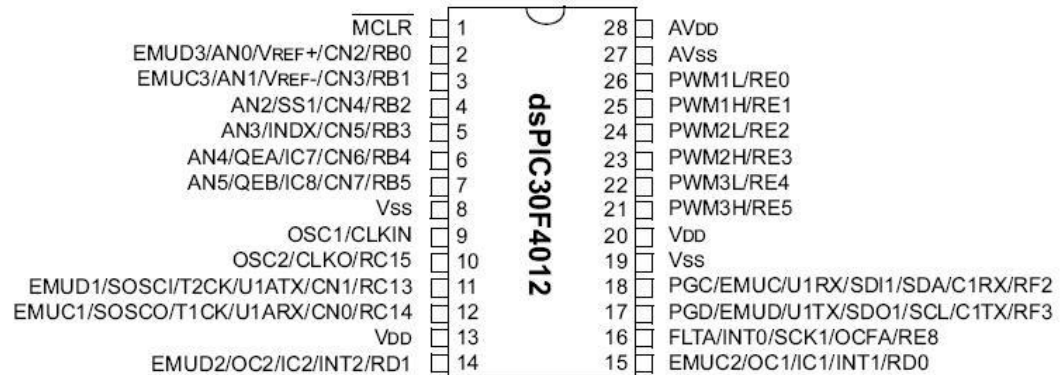 MCLR 1 28 AVDD
EMUD3/AN0/VREF+/CN2/RB0 2 27 AVSS
EMUC3/AN1/VREF-/CN3/RB1 3 26 PWM1L/RE0
AN2/SS1/CN4/RB2 4 25 PWM1H/RE1
AN3/INDX/CN5/RB3 5 24 PWM2L/RE2
AN4/QEA/IC7/CN6/RB4 6 23 PWM2H/RE3
AN5/QEB/IC8/CN7/RB5 7 22 PWM3L/RE4
VSS 8 21 PWM3H/RE5
OSC1/CLKIN 9 20 VDD
OSC2/CLKO/RC15 10 19 VSS
EMUD1/SOSCI/T2CK/U1ATX/CN1/RC13 11 18 PGC/EMUC/U1RX/SDI1/SDA/C1RX/RF2
EMUC1/SOSCO/T1CK/U1ARX/CN0/RC14 12 17 PGD/EMUD/U1TX/SDO1/SCL/C1TX/RF3
VDD 13 16 FLTA/INT0/SCK1/OCFA/RE8
EMUD2/OC2/IC2/INT2/RD1 14 15 EMUC2/OC1/IC1/INT1/RD0
dsPIC30F4012